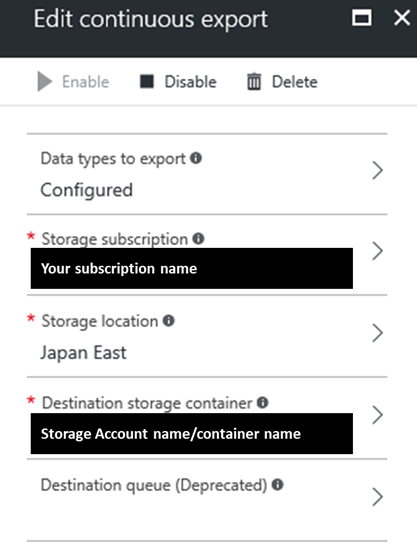 Edit continuous export
Enable Disable Delete
Data types to export
Configured
* Storage subscription
Your subscription name
* Storage location
Japan East
* Destination storage container
Storage Account name/container name
Destination queue (Deprecated)